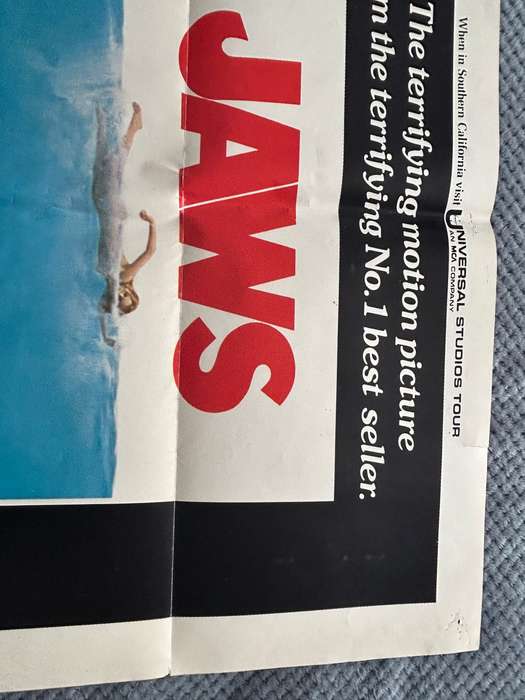 When in Southern California visit UNIVERSAL STUDIOS TOUR
AN MCA COMPANY
The terrifying motion picture
the terrifying No. 1 best seller.
JAWS